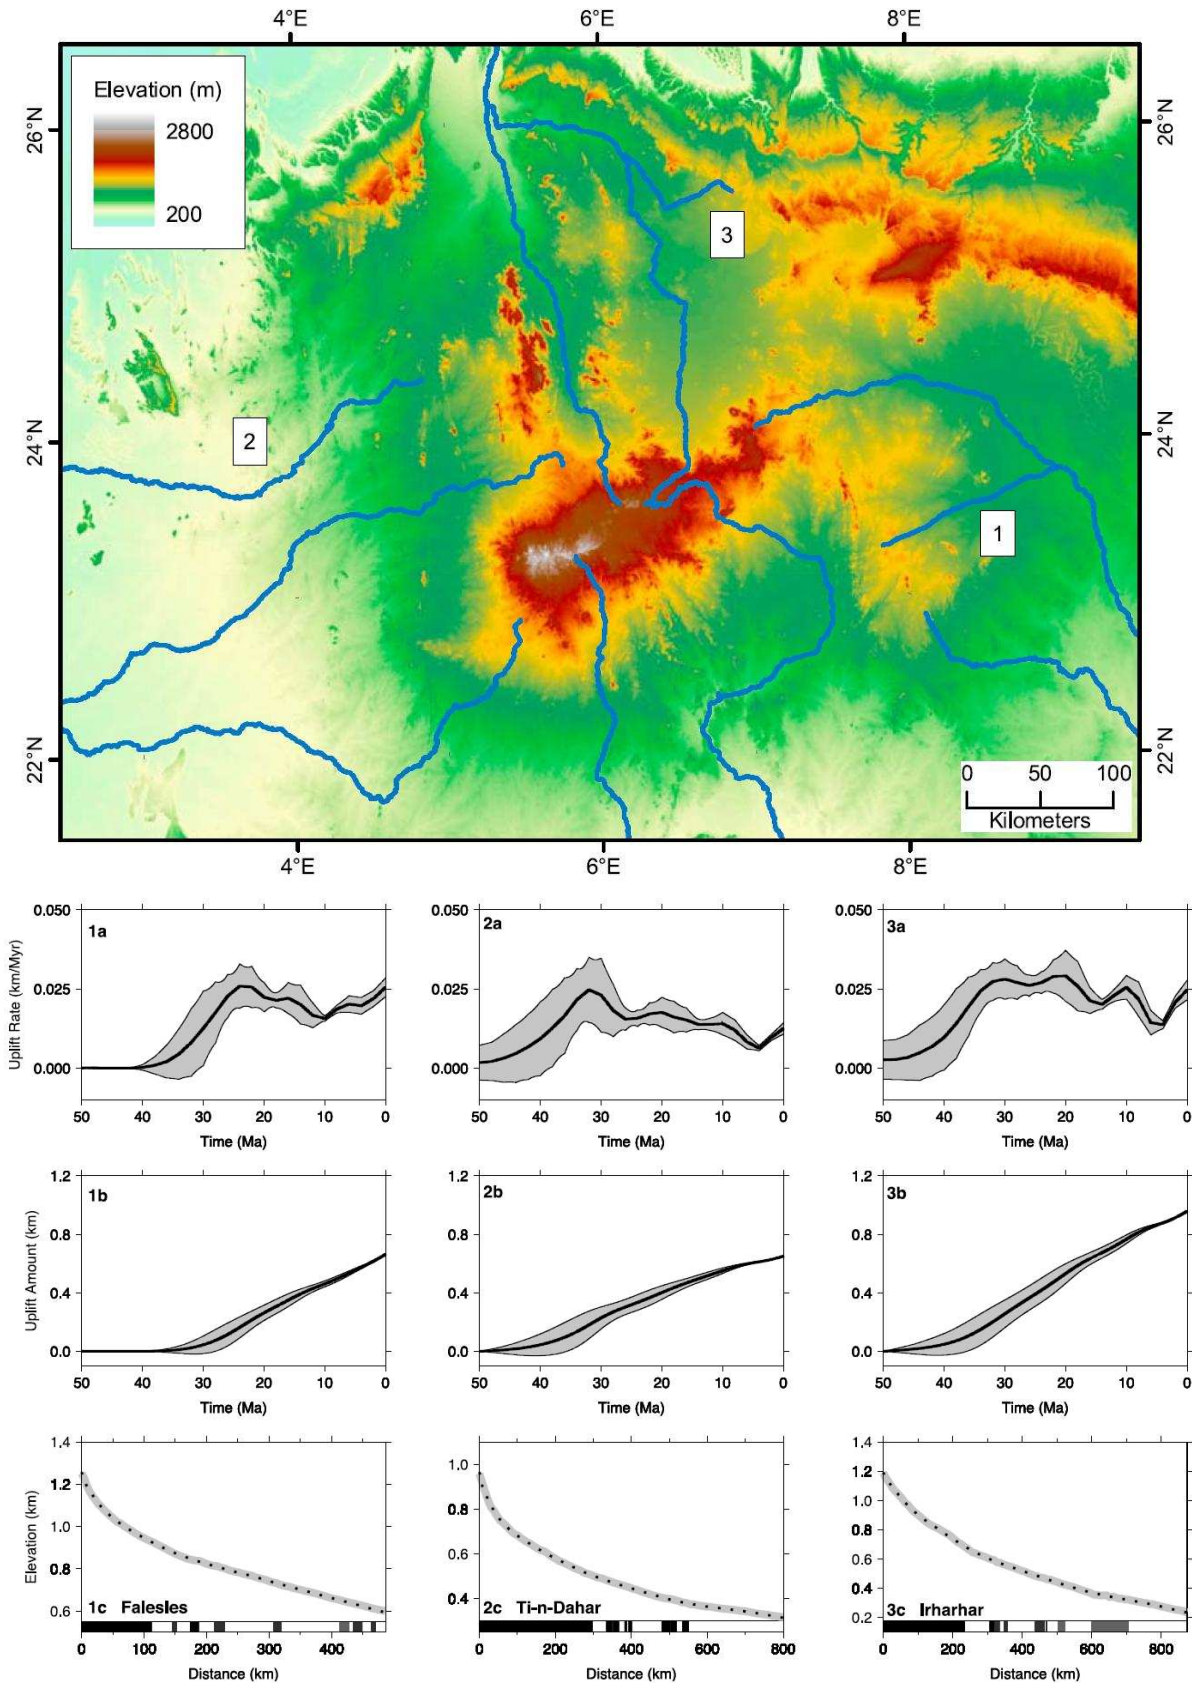 4°E 6°E 8°E
Elevation (m)
2800
200
26°N 26°N
3
2
24°N 24°N
1
22°N 22°N
0 50 100
Kilometers
4°E 6°E 8°E
0.050 0.050 0.050
1a 2a 3a
Uplift Rate (km/Myr)
0.025 0.025 0.025
0.000 0.000 0.000
50 40 30 20 10 0 50 40 30 20 10 0 50 40 30 20 10 0
Time (Ma) Time (Ma) Time (Ma)
1.2 1.2 1.2
1b 2b 3b
Uplift Amount (km)
0.8 0.8 0.8
0.4 0.4 0.4
0.0 0.0 0.0
50 40 30 20 10 0 50 40 30 20 10 0 50 40 30 20 10 0
Time (Ma) Time (Ma) Time (Ma)
Elevation (km)
1.4 1.2 1.0 0.8 0.6
1c Falesles
0 100 200 300 400
Distance (km)
1.0 0.8 0.6 0.4
2c Ti-n-Dahar
0 200 400 600 800
Distance (km)
1.4 1.2 1.0 0.8 0.6 0.4 0.2
3c Irharhar
0 200 400 600 800
Distance (km)